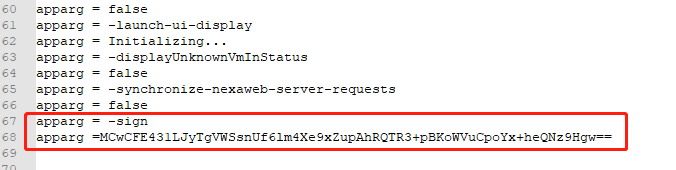 60 apparg = false
61 apparg = -launch-ui-display
62 apparg = Initializing...
63 apparg = -displayUnknownVmInStatus
64 apparg = false
65 apparg = -synchronize-nexaweb-server-requests
66 apparg = false
67 apparg = -sign
68 apparg =MCwCFE431LJyTgVWSsnUf6lm4Xe9xZupAhRQTR3+pBKoWVuCpoYx+heQNz9Hgw==
69
70